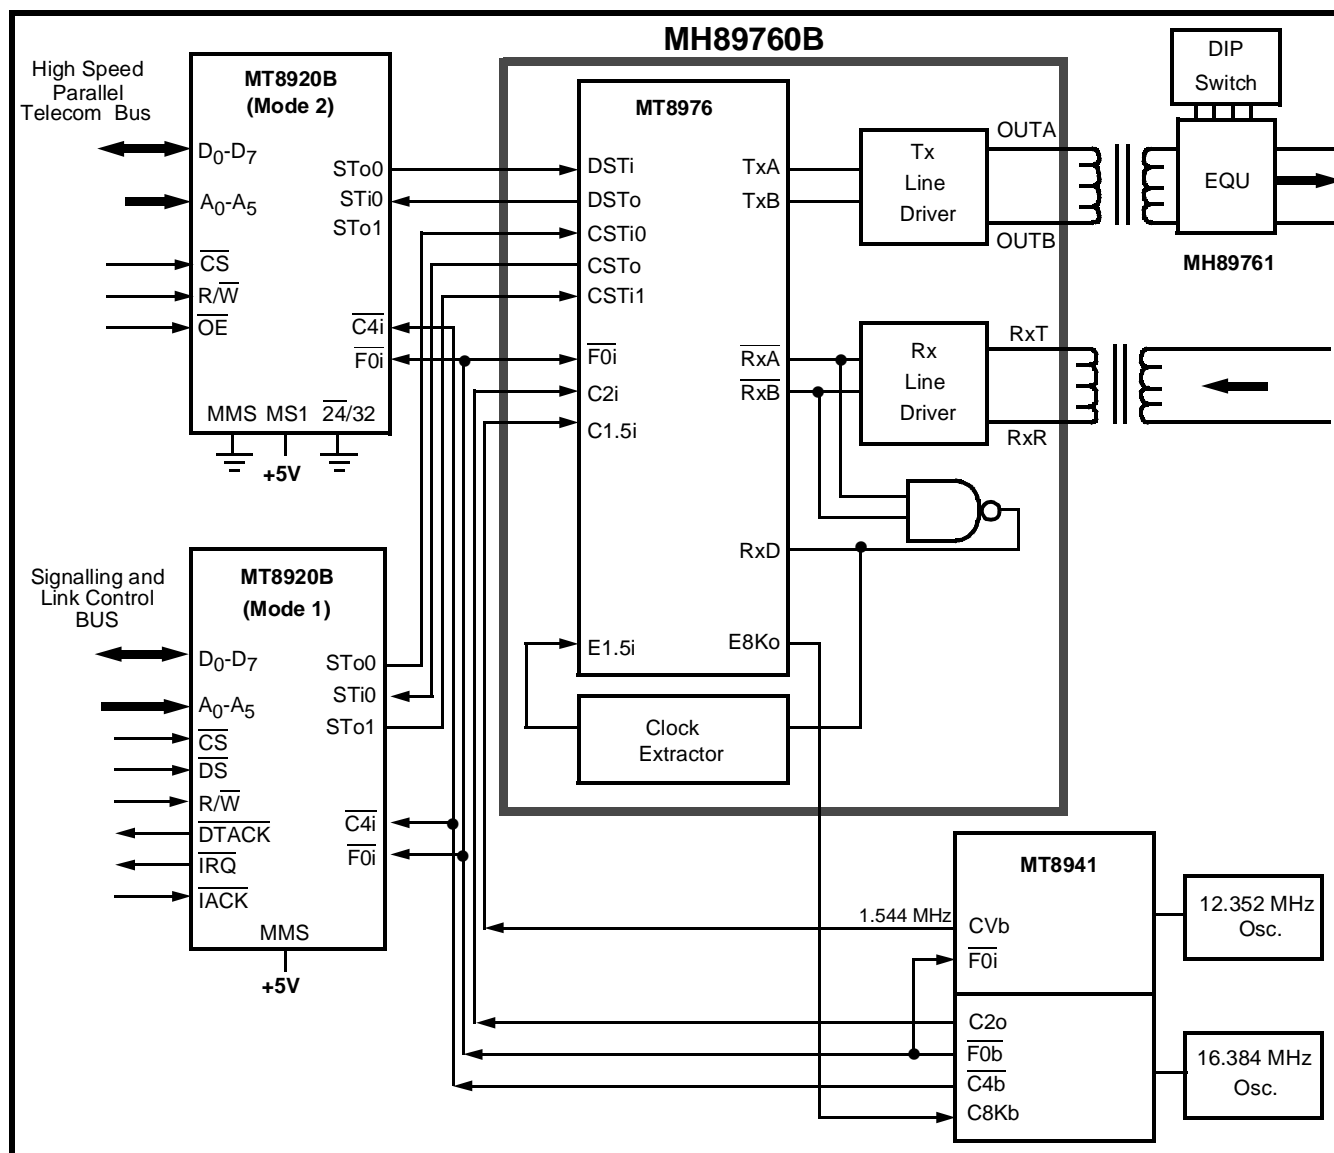 MH89760B
High Speed
Parallel
Telecom Bus
MT8920B
(Mode 2)
D0-D7
A0-A5
CS
R/W
OE
STo0
STi0
STo1
C4i
F0i
MMS MS1 24/32
+5V
MT8976
DSTi
DSTo
CSTi0
CSTo
CSTi1
F0i
C2i
C1.5i
E1.5i
TxA
TxB
RxA
RxB
RxD
E8Ko
Tx
Line
Driver
OUTA
OUTB
DIP
Switch
EQU
MH89761
Rx
Line
Driver
RxT
RxR
Clock
Extractor
Signalling and
Link Control
BUS
MT8920B
(Mode 1)
D0-D7
A0-A5
CS
DS
R/W
DTACK
IRQ
IACK
STo0
STi0
STo1
C4i
F0i
MMS
+5V
MT8941
1.544 MHz
CVb
F0i
C2o
F0b
C4b
C8Kb
12.352 MHz
Osc.
16.384 MHz
Osc.